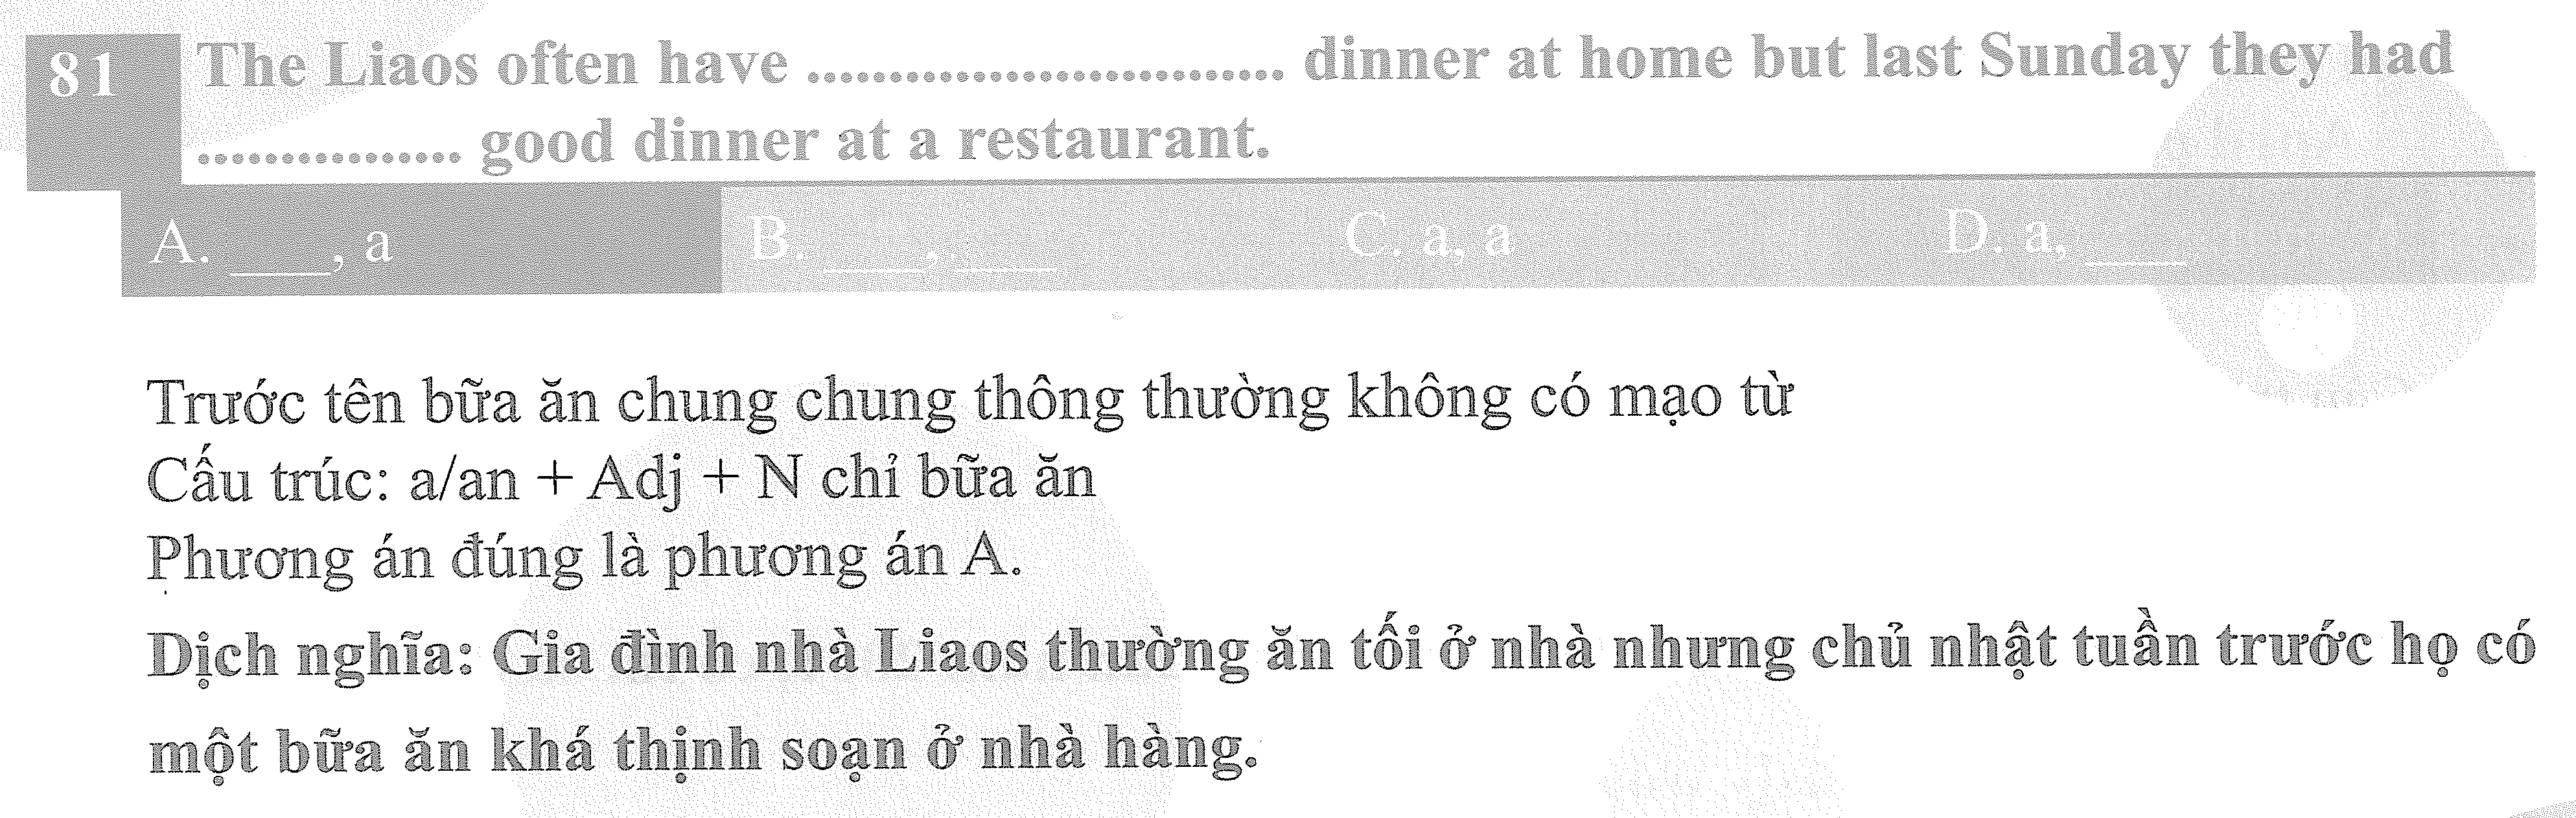 81 The Liaos often have ............................. dinner at home but last Sunday they had
................ good dinner at a restaurant.
A. ____, a B. ____, ____ C. a, a D. a, ____
Trước tên bữa ăn chung chung thông thường không có mạo từ
Cấu trúc: a/an + Adj + N chỉ bữa ăn
Phương án đúng là phương án A.
Dịch nghĩa: Gia đình nhà Liaos thường ăn tối ở nhà nhưng chủ nhật tuần trước họ có
một bữa ăn khá thịnh soạn ở nhà hàng.